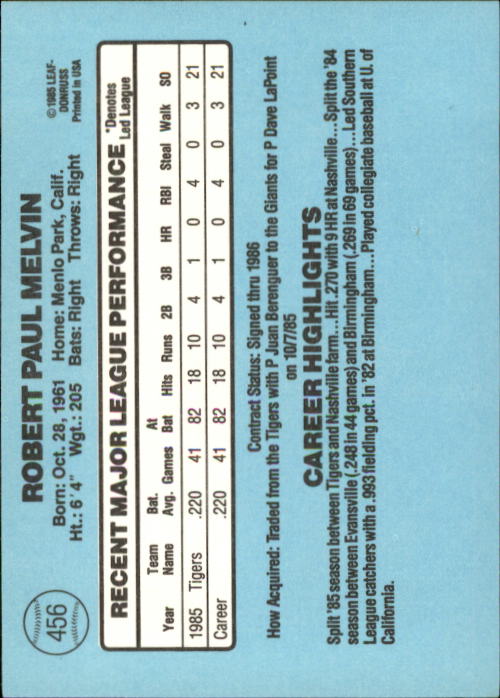 456
ROBERT PAUL MELVIN
© 1985 LEAF-
DONRUSS
Printed in USA
Born: Oct. 28, 1961 Home: Menlo Park, Calif.
Ht.: 6'4" Wgt.: 205 Bats: Right Throws: Right
RECENT MAJOR LEAGUE PERFORMANCE
*Denotes
Led League
Team Bat. At
Year Name Avg. Games Bat Hits Runs 2B 3B HR RBI Steal Walk SO
1985 Tigers .220 41 82 18 10 4 1 0 4 0 3 21
Career .220 41 82 18 10 4 1 0 4 0 3 21
Contract Status: Signed thru 1986
How Acquired: Traded from the Tigers with P Juan Berenguer to the Giants for P Dave LaPoint
on 10/7/85
CAREER HIGHLIGHTS
Split '85 season between Tigers and Nashville farm...Hit .270 with 9 HR at Nashville...Split the '84
season between Evansville (.248 in 44 games) and Birmingham (.269 in 69 games)...Led Southern
League catchers with a .993 fielding pct. in '82 at Birmingham...Played collegiate baseball at U. of
California.